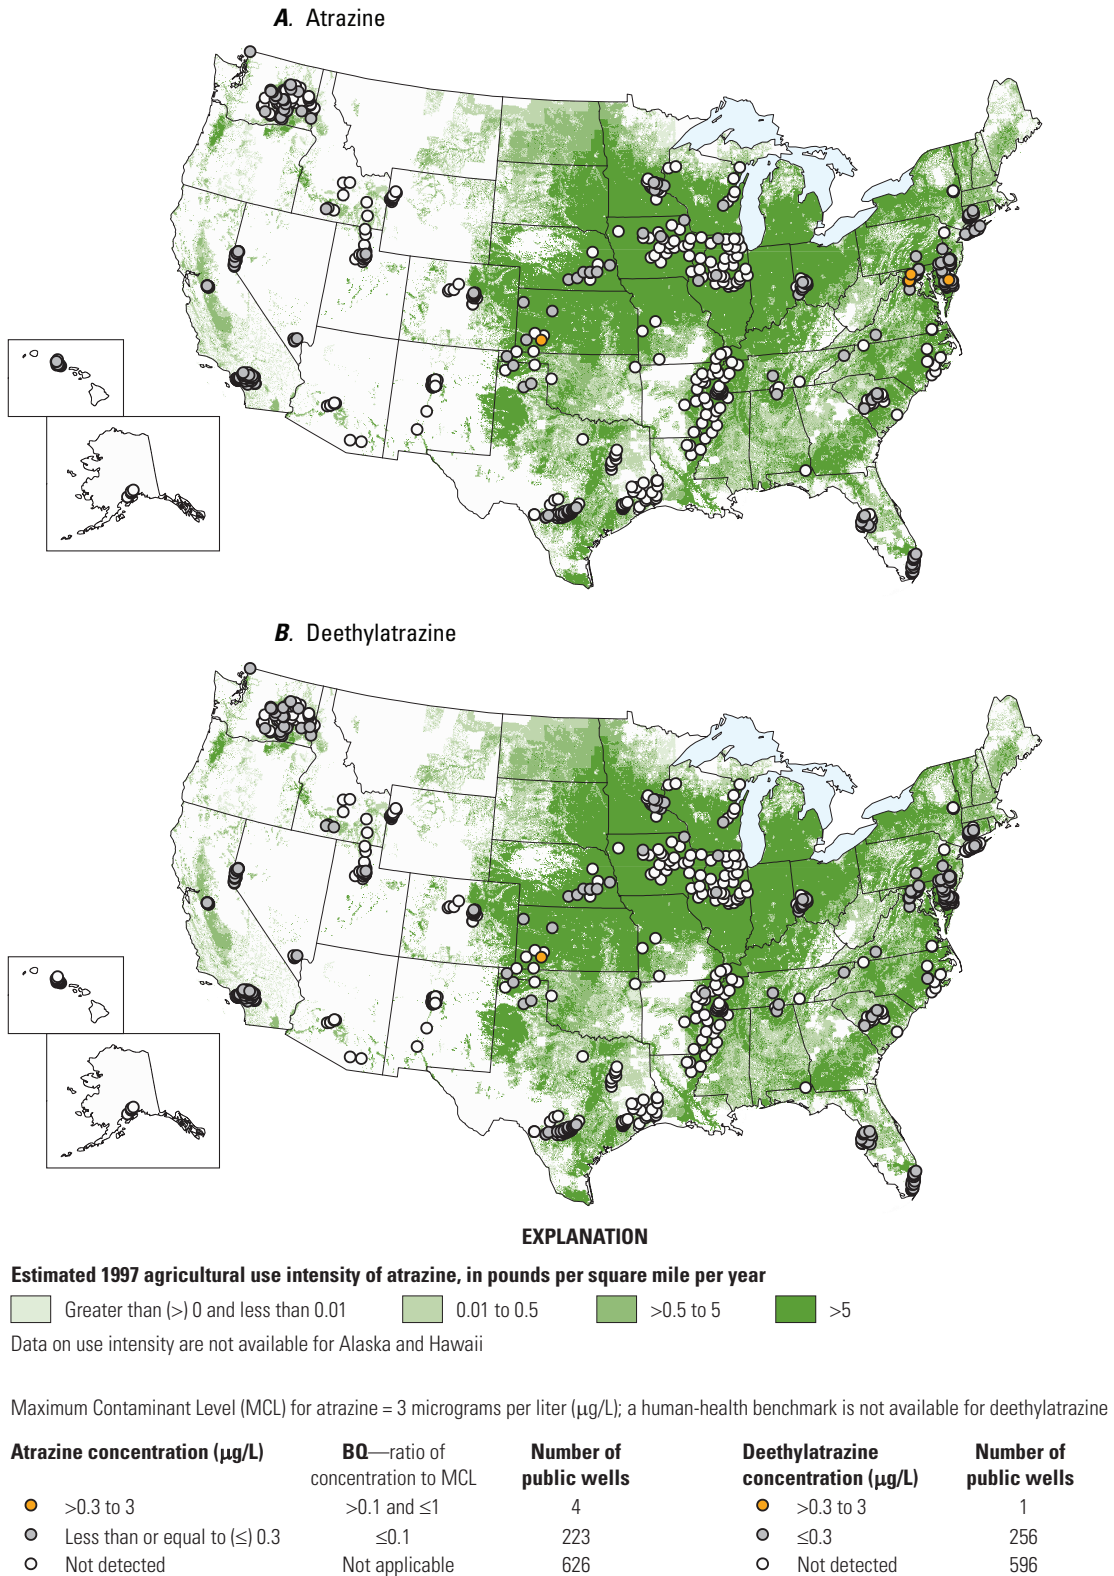 A. Atrazine
B. Deethylatrazine
EXPLANATION
Estimated 1997 agricultural use intensity of atrazine, in pounds per square mile per year
Greater than (>) 0 and less than 0.01 0.01 to 0.5 >0.5 to 5 >5
Data on use intensity are not available for Alaska and Hawaii
Maximum Contaminant Level (MCL) for atrazine = 3 micrograms per liter (µg/L); a human-health benchmark is not available for deethylatrazine
Atrazine concentration (µg/L) BQ—ratio of Number of Deethylatrazine Number of
concentration to MCL public wells concentration (µg/L) public wells
>0.3 to 3 >0.1 and ≤1 4 >0.3 to 3 1
Less than or equal to (≤) 0.3 ≤0.1 223 ≤0.3 256
Not detected Not applicable 626 Not detected 596